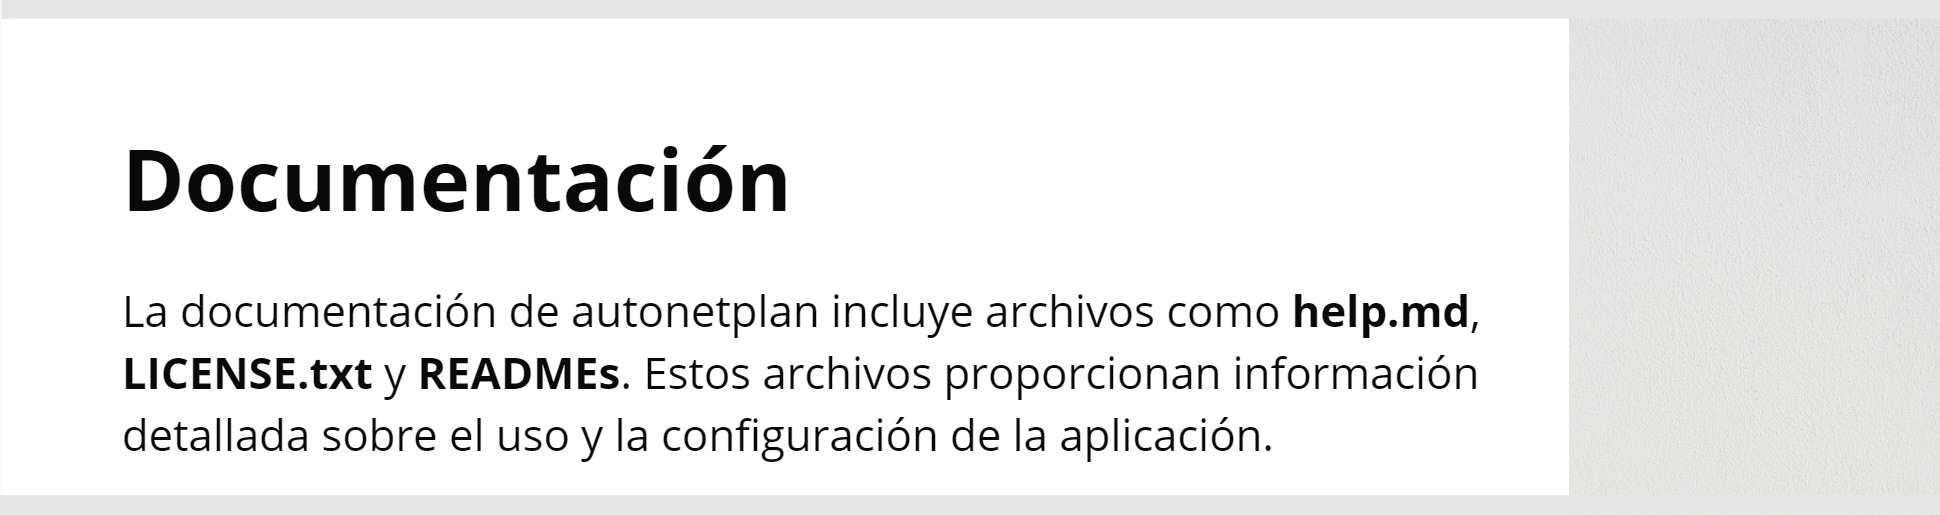 Documentación
La documentación de autonetplan incluye archivos como help.md,
LICENSE.txt y READMEs. Estos archivos proporcionan información
detallada sobre el uso y la configuración de la aplicación.